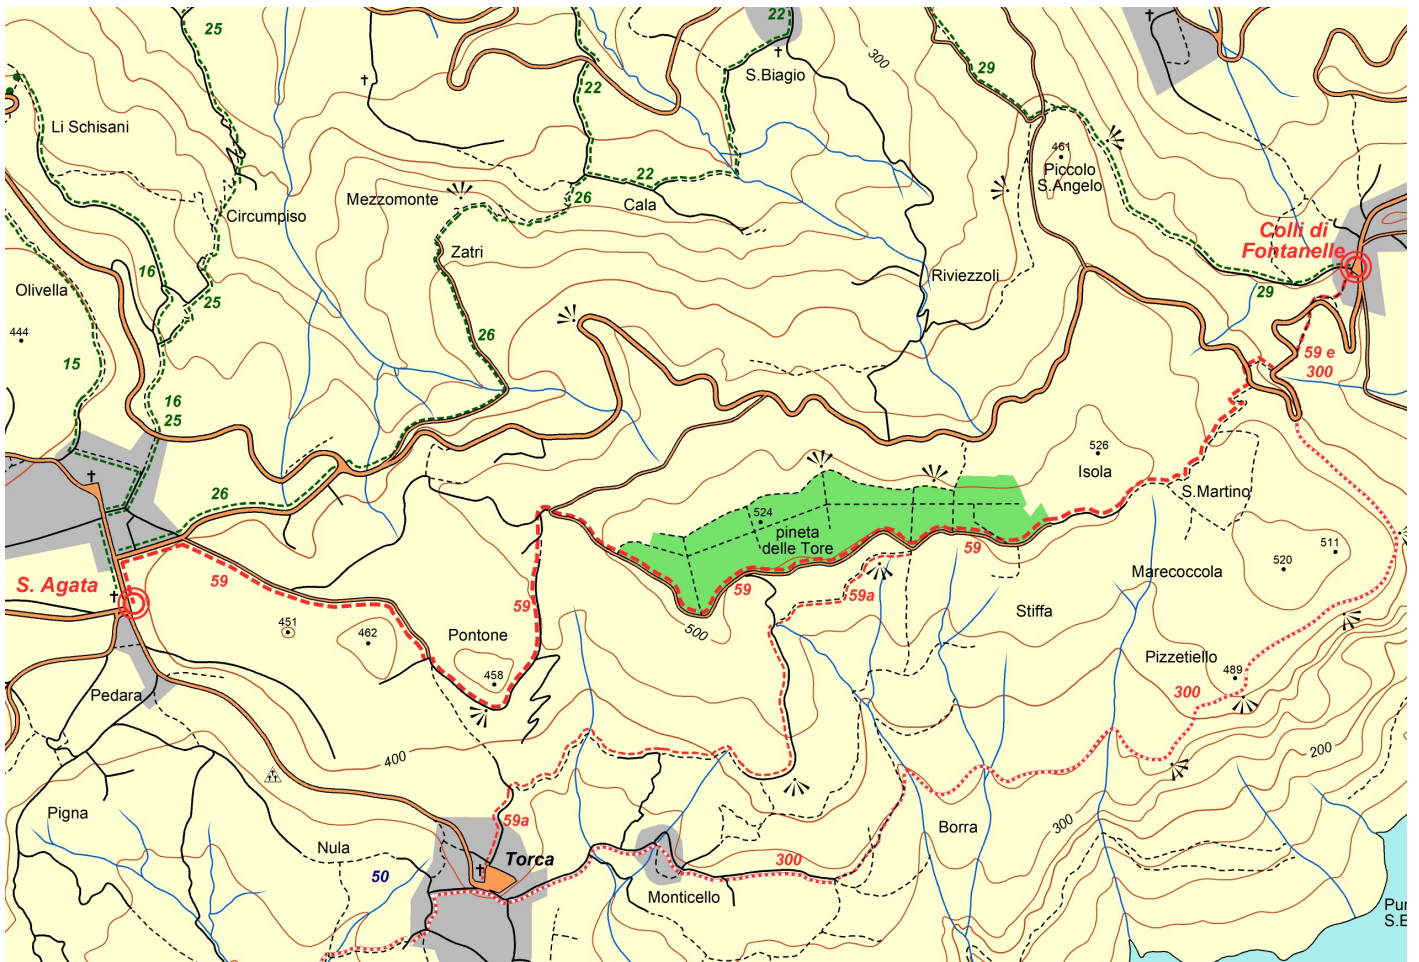 25
22
300
29
S.Biagio
22
Li Schisani
461
Piccolo
S.Angelo
22
Mezzomonte
26
Cala
Circumpiso
Colli di
Fontanelle
Zatri
16
Riviezzoli
29
Olivella
25
444
26
59 e
300
15
16
25
526
Isola
S.Martino
26
524
pineta
delle Tore
59
511
520
Marecoccola
S. Agata
59
59
59
59a
Stiffa
451
462
Pontone
500
Pizzetiello
458
489
Pedara
300
400
200
Pigna
59a
Borra
300
Nula
Torca
300
50
Monticello
Pun
S.E